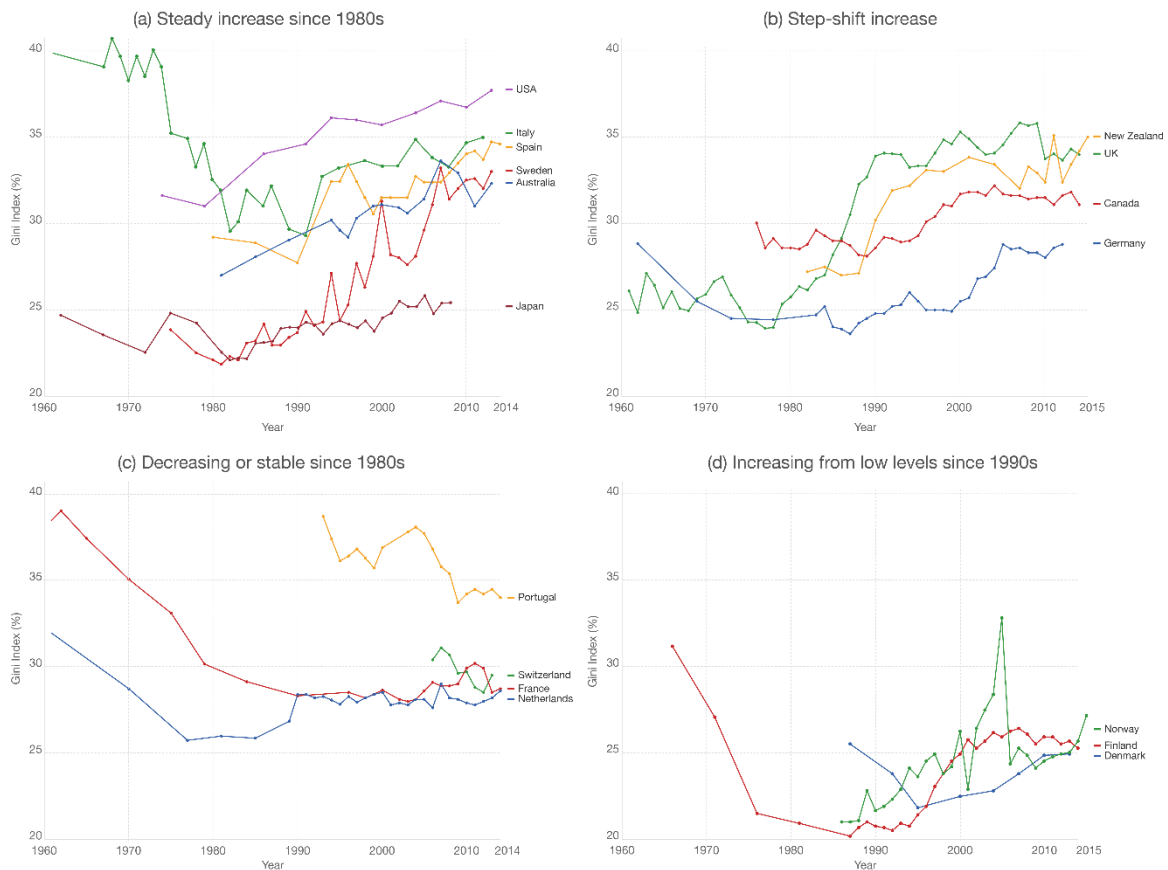 (a) Steady increase since 1980s
40
35
30
25
20
Gini Index (%)
1960
1970
1980
1990
2000
2010
2014
Year
USA
Italy
Spain
Sweden
Australia
Japan
(b) Step-shift increase
40
35
30
25
20
Gini Index (%)
1960
1970
1980
1990
2000
2010
2015
Year
New Zealand
UK
Canada
Germany
(c) Decreasing or stable since 1980s
40
35
30
25
20
Gini Index (%)
1960
1970
1980
1990
2000
2010
2014
Year
Portugal
Switzerland
France
Netherlands
(d) Increasing from low levels since 1990s
40
35
30
25
20
Gini Index (%)
1960
1970
1980
1990
2000
2010
2015
Year
Norway
Finland
Denmark